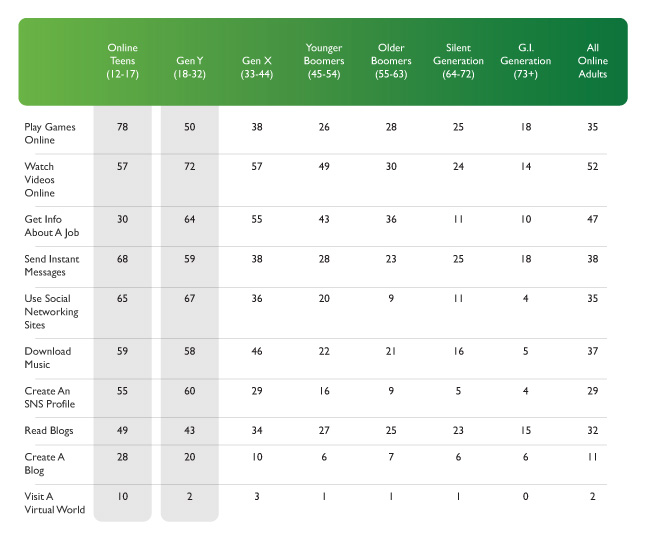 Online Teens (12-17) Gen Y (18-32) Gen X (33-44) Younger Boomers (45-54) Older Boomers (55-63) Silent Generation (64-72) G.I. Generation (73+) All Online Adults
Play Games Online 78 50 38 26 28 25 18 35
Watch Videos Online 57 72 57 49 30 24 14 52
Get Info About A Job 30 64 55 43 36 11 10 47
Send Instant Messages 68 59 38 28 23 25 18 38
Use Social Networking Sites 65 67 36 20 9 11 4 35
Download Music 59 58 46 22 21 16 5 37
Create An SNS Profile 55 60 29 16 9 5 4 29
Read Blogs 49 43 34 27 25 23 15 32
Create A Blog 28 20 10 6 7 6 6 11
Visit A Virtual World 10 2 3 1 1 1 0 2